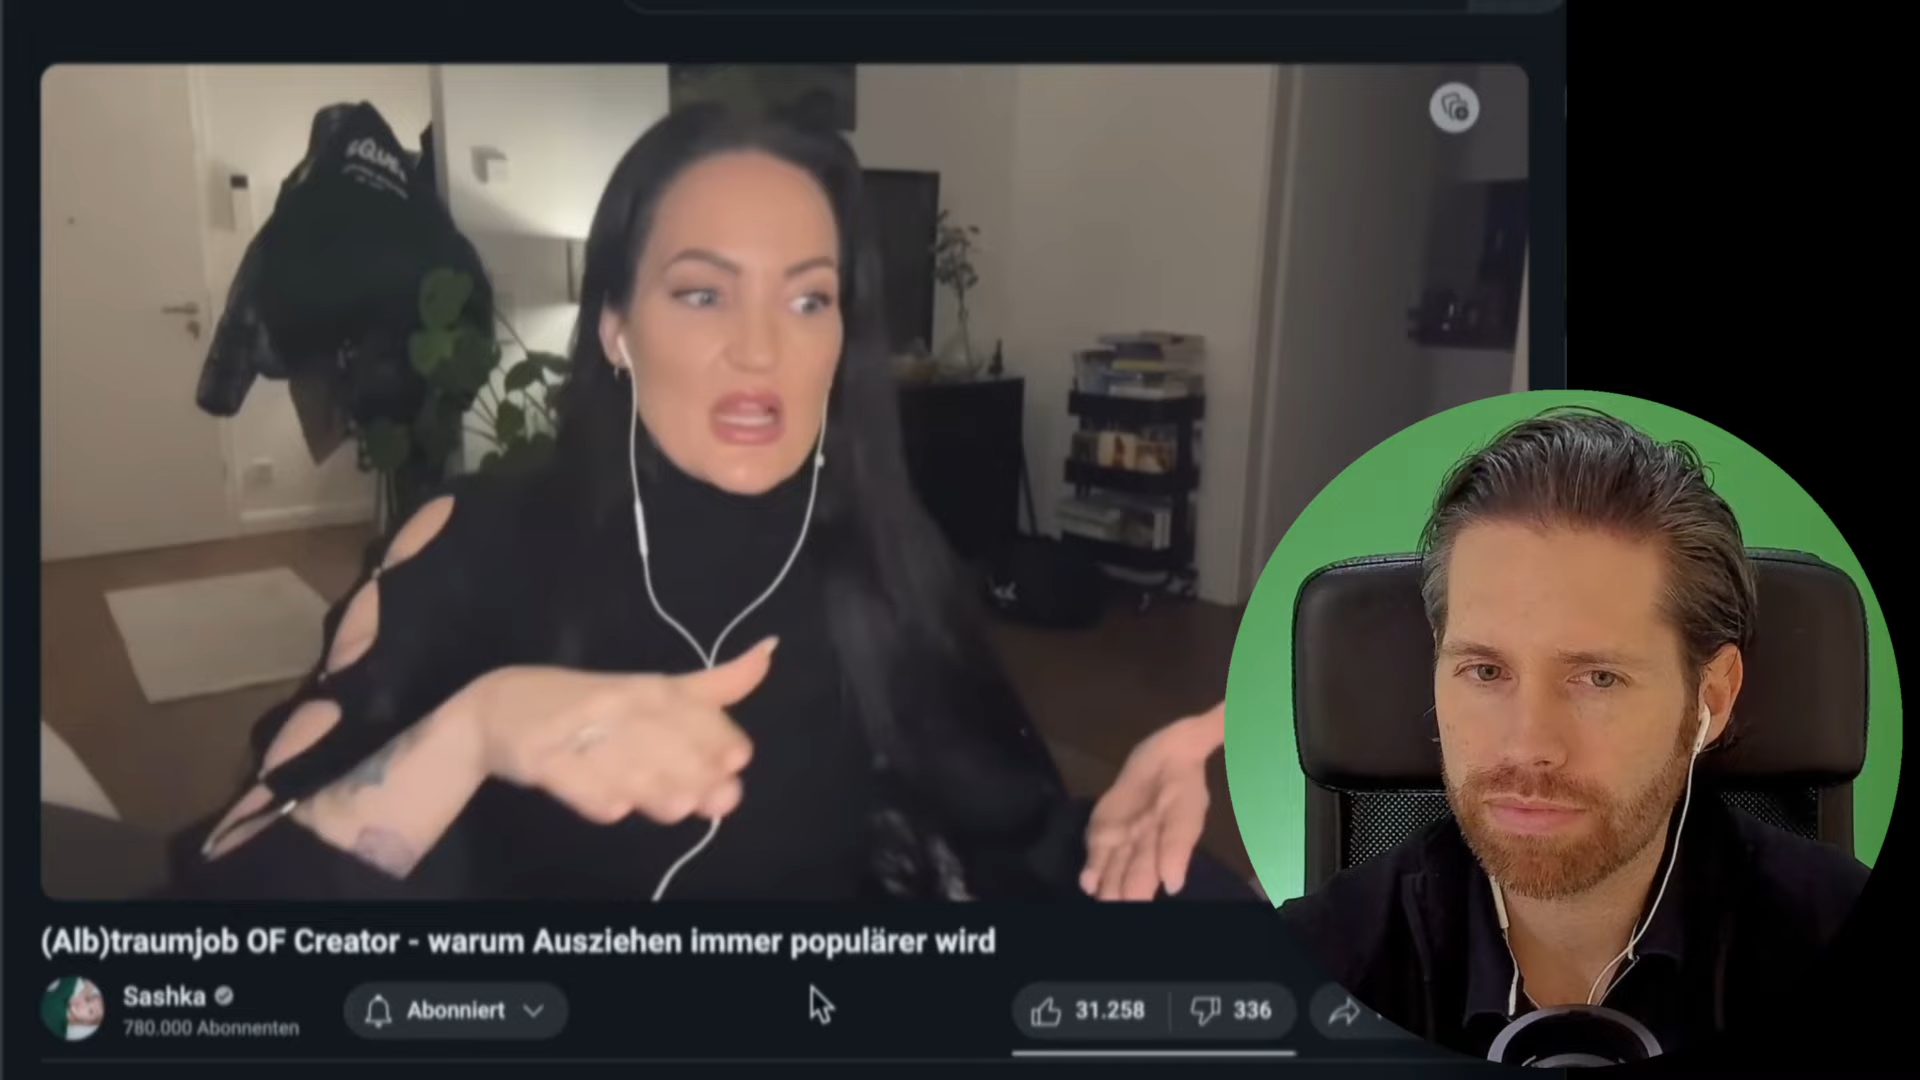 (Alb)traumjob OF Creator - warum Ausziehen immer populärer wird
Sashka
780.000 Abonnenten
Abonniert
31.258
336